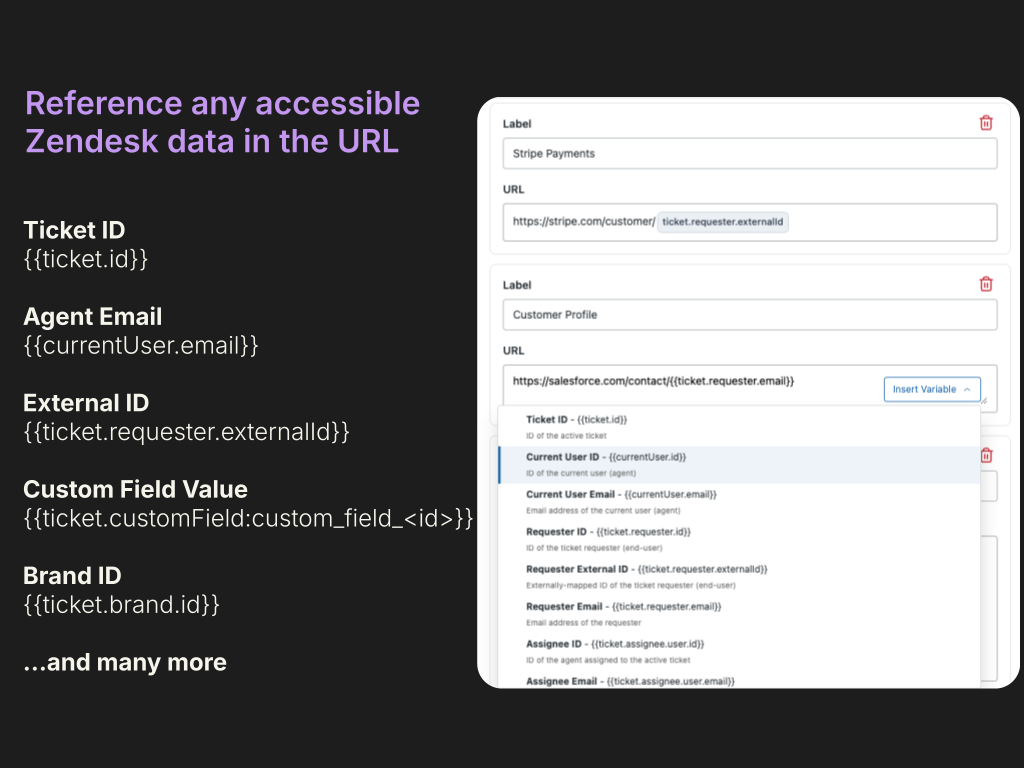 Reference any accessible
Zendesk data in the URL
Ticket ID
{{ticket.id}}
Agent Email
{{currentUser.email}}
External ID
{{ticket.requester.externalId}}
Custom Field Value
{{ticket.customField:custom_field_<id>}}
Brand ID
{{ticket.brand.id}}
...and many more
Label
Stripe Payments
URL
https://stripe.com/customer/ ticket.requester.externalId
Label
Customer Profile
URL
https://salesforce.com/contact/{{ticket.requester.email}}
Insert Variable
Ticket ID - {{ticket.id}}
ID of the active ticket
Current User ID - {{currentUser.id}}
ID of the current user (agent)
Current User Email - {{currentUser.email}}
Email address of the current user (agent)
Requester ID - {{ticket.requester.id}}
ID of the ticket requester (end-user)
Requester External ID - {{ticket.requester.externalId}}
Externally-mapped ID of the ticket requester (end-user)
Requester Email - {{ticket.requester.email}}
Email address of the requester
Assignee ID - {{ticket.assignee.user.id}}
ID of the agent assigned to the active ticket
Assignee Email - {{ticket.assignee.user.email}}